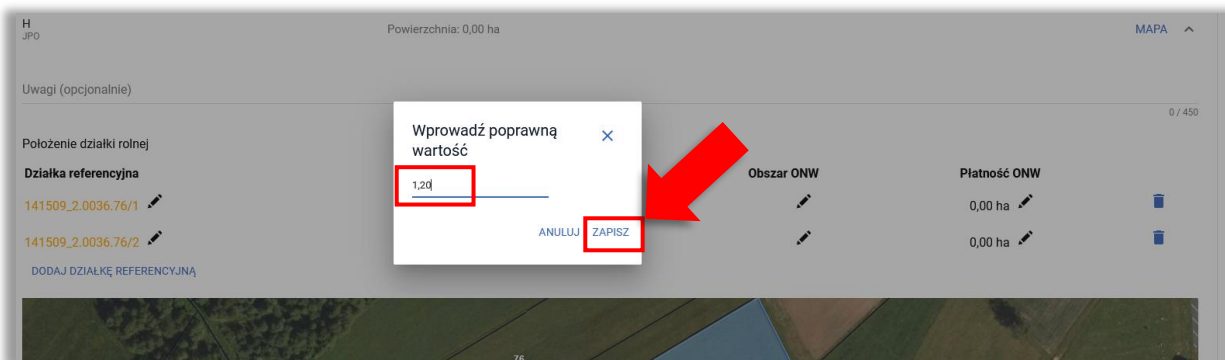 H
JPO
Powierzchnia: 0,00 ha
MAPA
Uwagi (opcjonalnie)
0 / 450
Wprowadź poprawną
wartość
1,20
ANULUJ ZAPISZ
Położenie działki rolnej
Działka referencyjna Obszar ONW Płatność ONW
141509_2.0036.76/1 0,00 ha
141509_2.0036.76/2 0,00 ha
DODAJ DZIAŁKĘ REFERENCYJNĄ
76